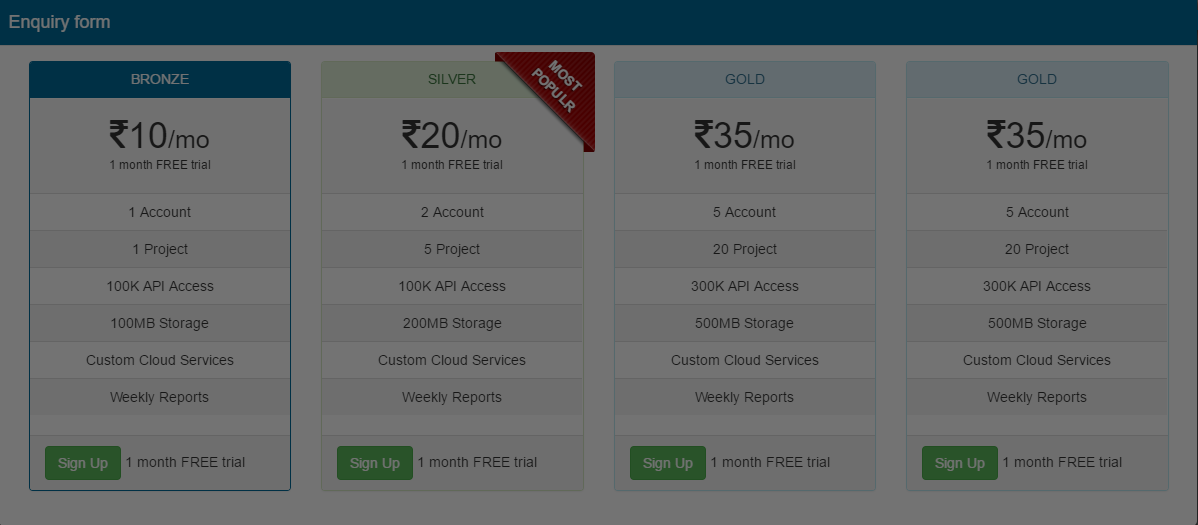 Enquiry form
BRONZE
₹10/mo
1 month FREE trial
1 Account
1 Project
100K API Access
100MB Storage
Custom Cloud Services
Weekly Reports
Sign Up 1 month FREE trial
SILVER
MOST
POPULR
₹20/mo
1 month FREE trial
2 Account
5 Project
100K API Access
200MB Storage
Custom Cloud Services
Weekly Reports
Sign Up 1 month FREE trial
GOLD
₹35/mo
1 month FREE trial
5 Account
20 Project
300K API Access
500MB Storage
Custom Cloud Services
Weekly Reports
Sign Up 1 month FREE trial
GOLD
₹35/mo
1 month FREE trial
5 Account
20 Project
300K API Access
500MB Storage
Custom Cloud Services
Weekly Reports
Sign Up 1 month FREE trial